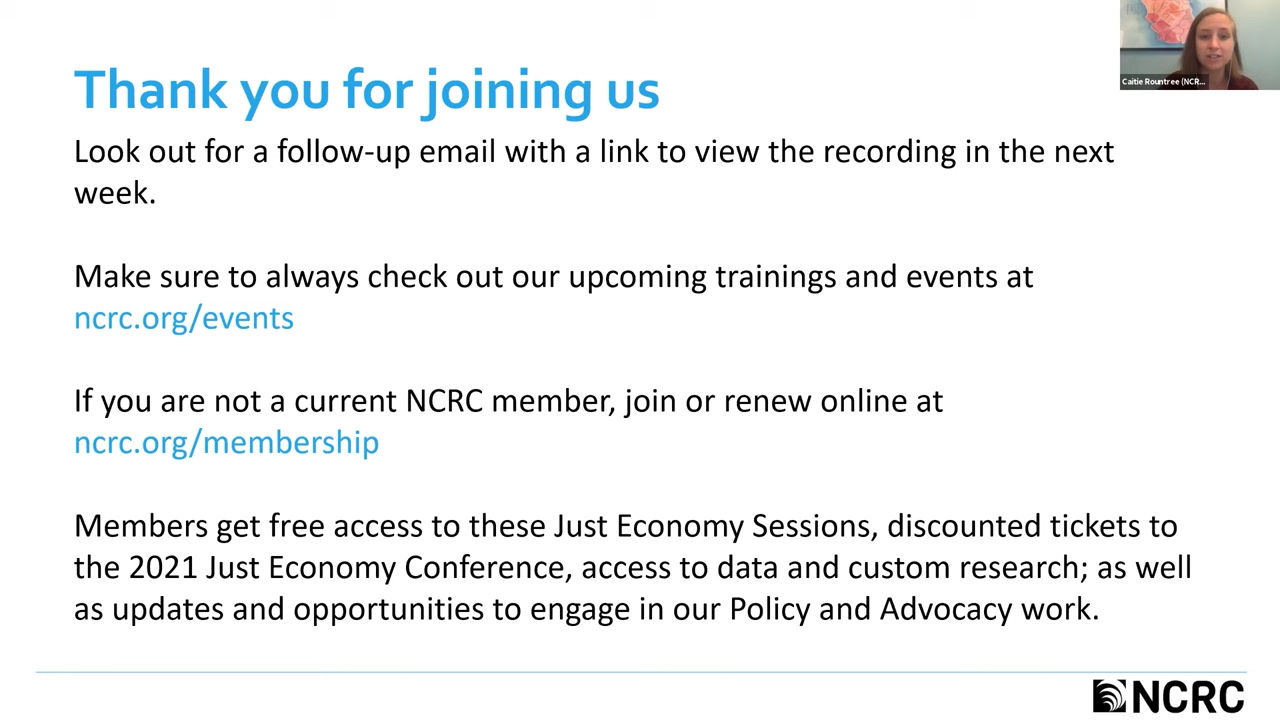 Thank you for joining us
Caitie Rountree (NCR...
Look out for a follow-up email with a link to view the recording in the next
week.
Make sure to always check out our upcoming trainings and events at
ncrc.org/events
If you are not a current NCRC member, join or renew online at
ncrc.org/membership
Members get free access to these Just Economy Sessions, discounted tickets to
the 2021 Just Economy Conference, access to data and custom research; as well
as updates and opportunities to engage in our Policy and Advocacy work.
NCRC